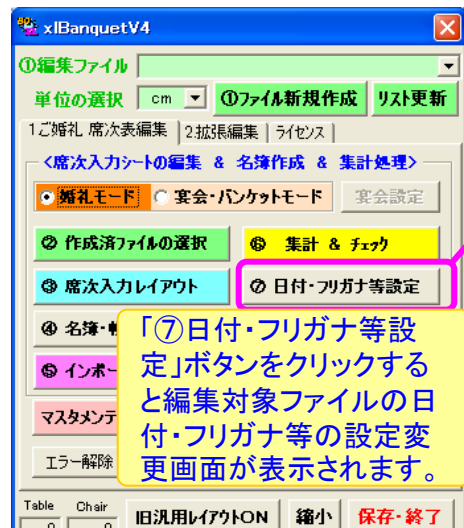 xlBanquetV4
①編集ファイル
単位の選択 cm ①ファイル新規作成 リスト更新
1ご婚礼 席次表編集 2拡張編集 ライセンス
<席次入力シートの編集 & 名簿作成 & 集計処理>
婚礼モード 宴会・バンケットモード 宴会設定
② 作成済ファイルの選択 ⑥ 集計 & チェック
③ 席次入力レイアウト ⑦ 日付・フリガナ等設定
④ 名簿・
⑤ インポー
マスタメンテ
エラー解除
「⑦日付・フリガナ等設
定」ボタンをクリックする
と編集対象ファイルの日
付・フリガナ等の設定変
更画面が表示されます。
Table Chair
旧汎用レイアウトON 縮小 保存・終了